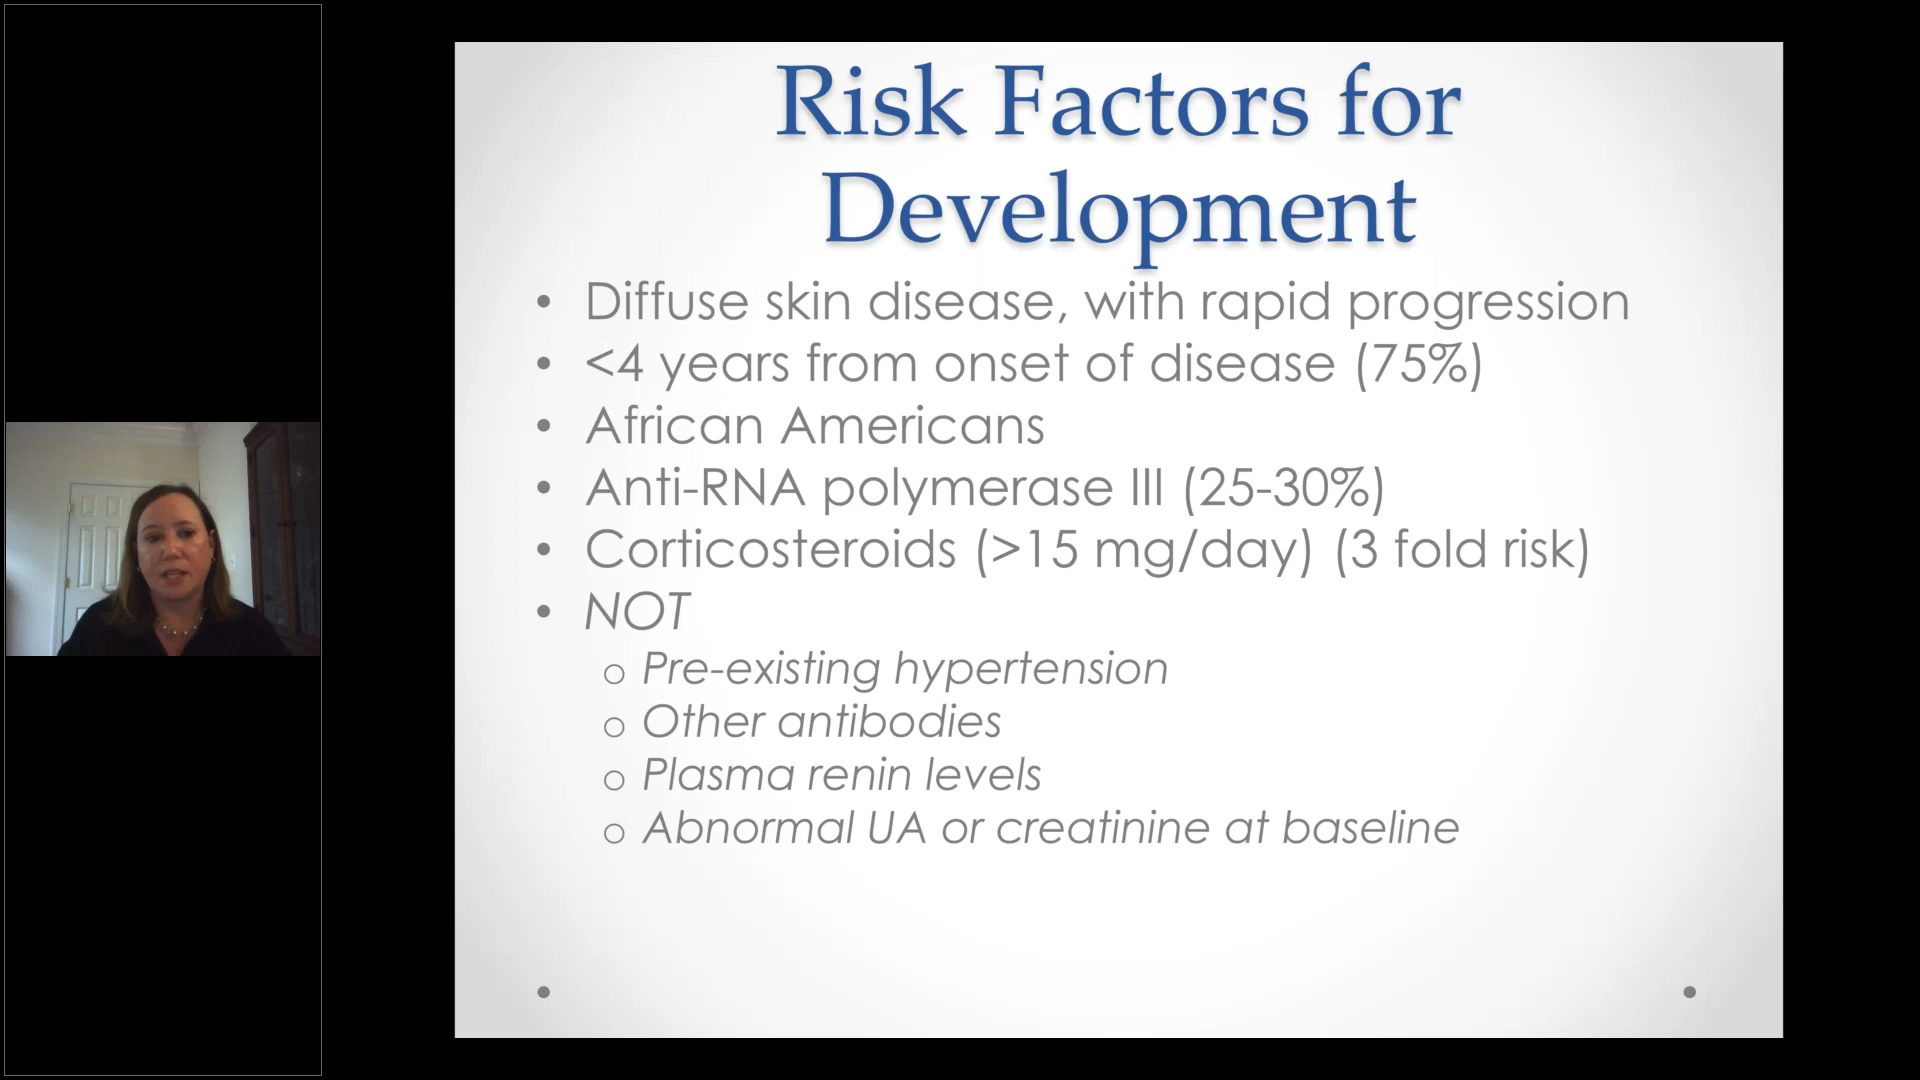 Risk Factors for
Development
• Diffuse skin disease, with rapid progression
• <4 years from onset of disease (75%)
• African Americans
• Anti-RNA polymerase III (25-30%)
• Corticosteroids (>15 mg/day) (3 fold risk)
• NOT
o Pre-existing hypertension
o Other antibodies
o Plasma renin levels
o Abnormal UA or creatinine at baseline